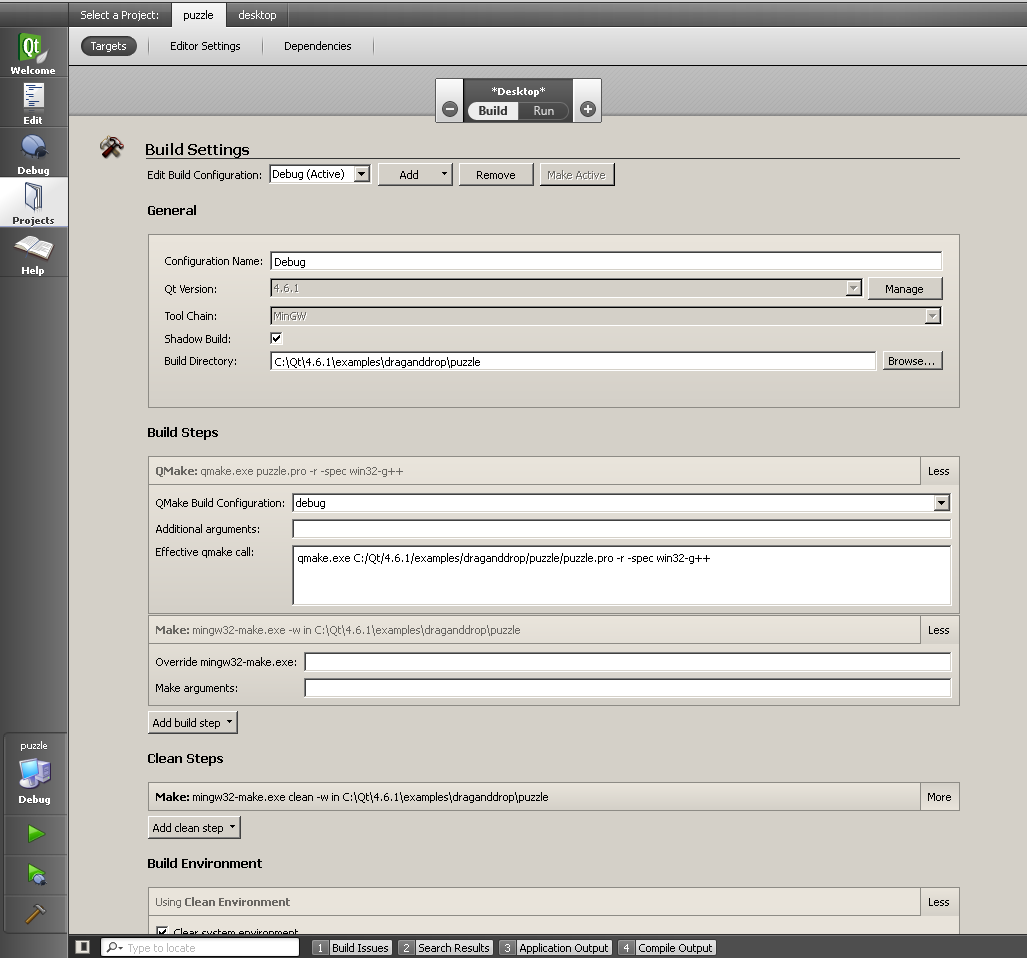 Select a Project: puzzle desktop
Targets Editor Settings Dependencies
Qt
Welcome
Edit
Debug
Projects
Help
*Desktop*
Build Run
Build Settings
Edit Build Configuration: Debug (Active) Add Remove Make Active
General
Configuration Name: Debug
Qt Version: 4.6.1 Manage
Tool Chain: MinGW
Shadow Build:
Build Directory: C:\Qt\4.6.1\examples\draganddrop\puzzle Browse...
Build Steps
QMake: qmake.exe puzzle.pro -r -spec win32-g++ Less
QMake Build Configuration: debug
Additional arguments:
Effective qmake call: qmake.exe C:/Qt/4.6.1/examples/draganddrop/puzzle/puzzle.pro -r -spec win32-g++
Make: mingw32-make.exe -w in C:\Qt\4.6.1\examples\draganddrop\puzzle Less
Override mingw32-make.exe:
Make arguments:
Add build step
Clean Steps
Make: mingw32-make.exe clean -w in C:\Qt\4.6.1\examples\draganddrop\puzzle More
Add clean step
Build Environment
Using Clean Environment Less
Clear system environment
puzzle
Debug
Type to locate 1 Build Issues 2 Search Results 3 Application Output 4 Compile Output